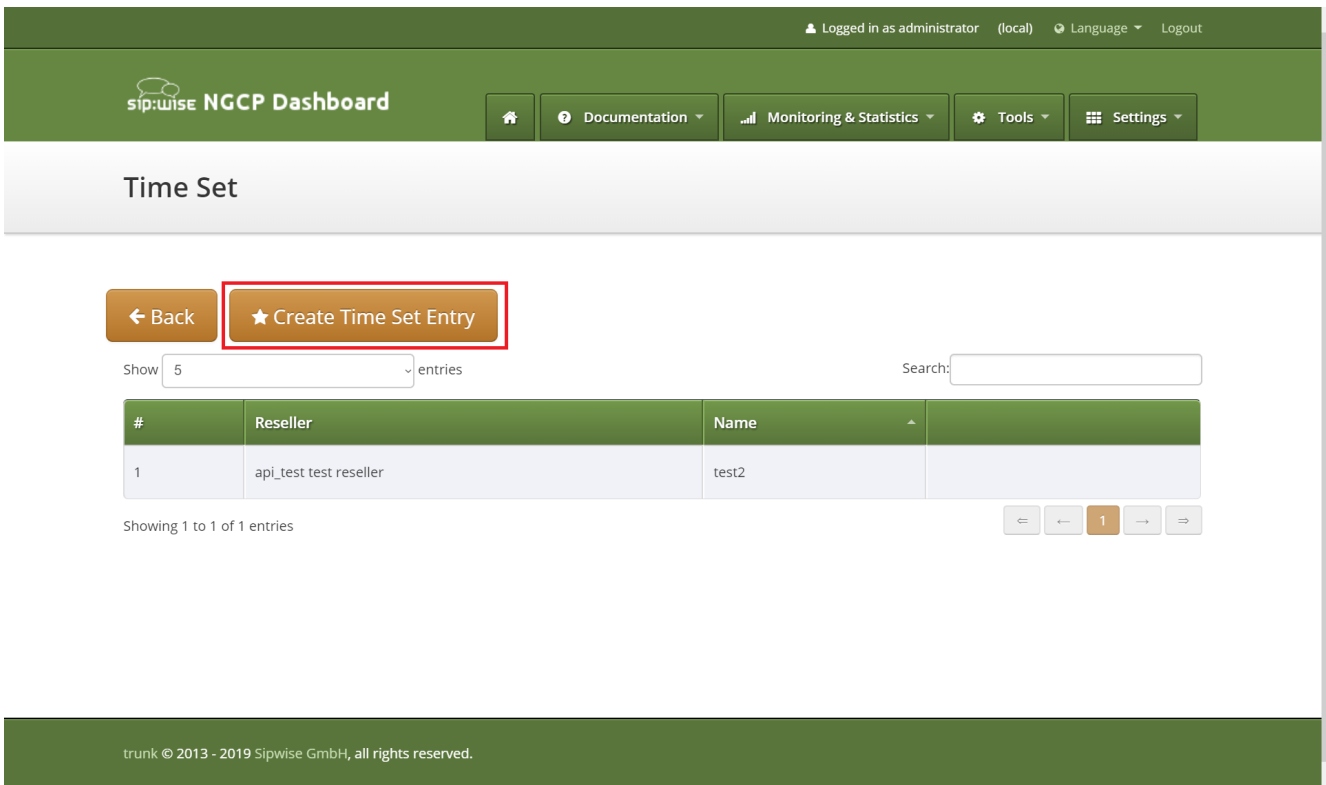 Logged in as administrator (local) Language Logout
sip:wise NGCP Dashboard
Documentation Monitoring & Statistics Tools Settings
Time Set
Back Create Time Set Entry
Show 5 entries Search:
# Reseller Name
1 api_test test reseller test2
Showing 1 to 1 of 1 entries ⇐ ← 1 → ⇒
trunk © 2013 - 2019 Sipwise GmbH, all rights reserved.